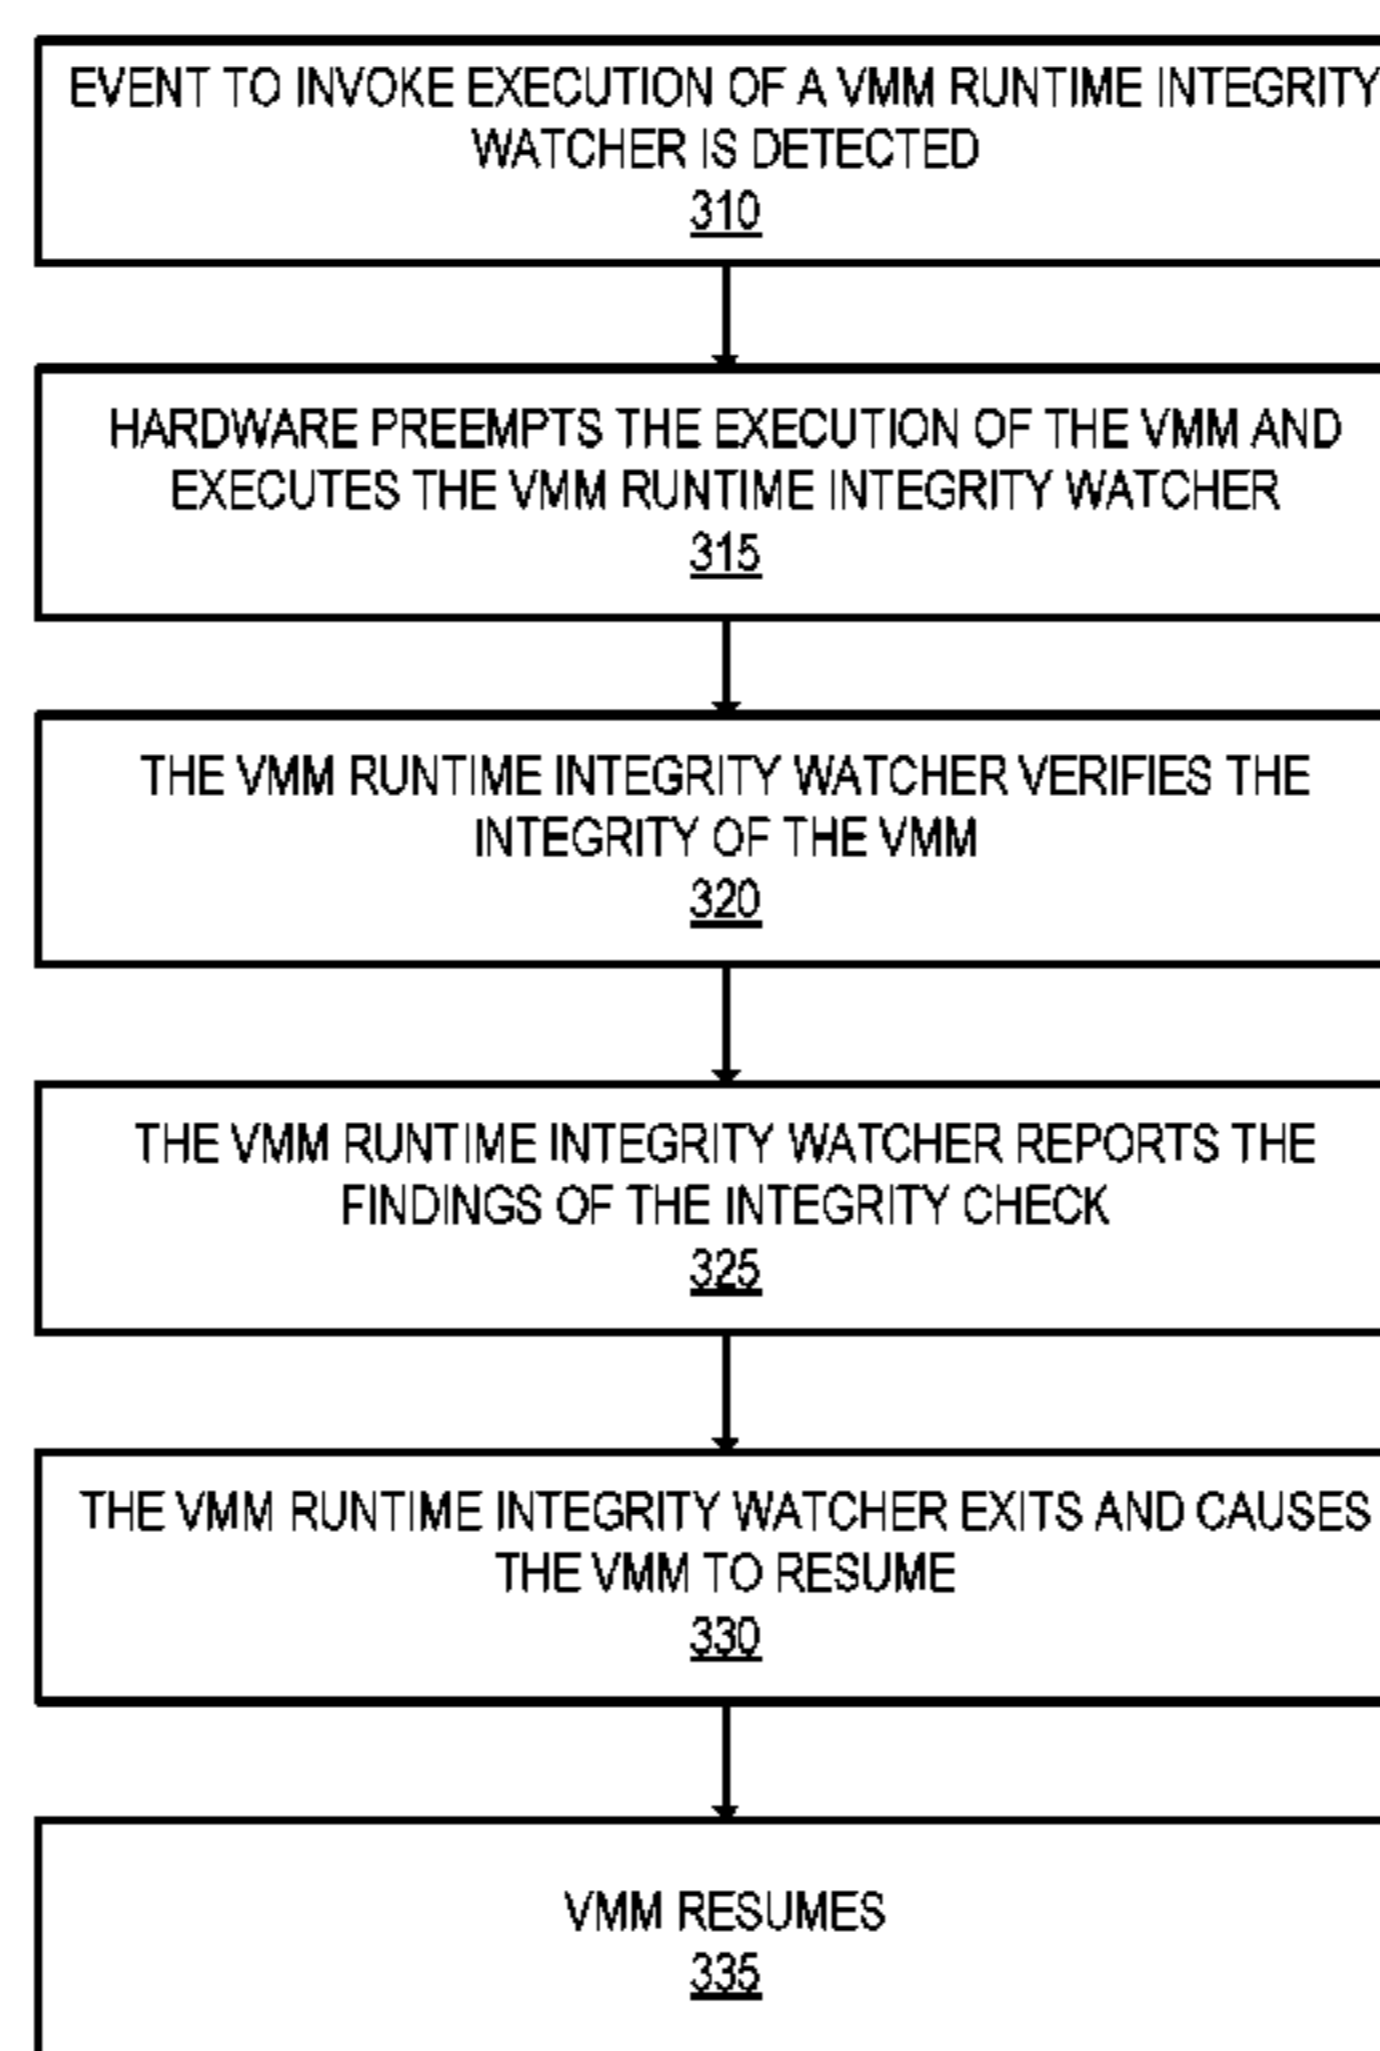 EVENT TO INVOKE EXECUTION OF A VMM RUNTIME INTEGRITY
WATCHER IS DETECTED
310
HARDWARE PREEMPTS THE EXECUTION OF THE VMM AND
EXECUTES THE VMM RUNTIME INTEGRITY WATCHER
315
THE VMM RUNTIME INTEGRITY WATCHER VERIFIES THE
INTEGRITY OF THE VMM
320
THE VMM RUNTIME INTEGRITY WATCHER REPORTS THE
FINDINGS OF THE INTEGRITY CHECK
325
THE VMM RUNTIME INTEGRITY WATCHER EXITS AND CAUSES
THE VMM TO RESUME
330
VMM RESUMES
335